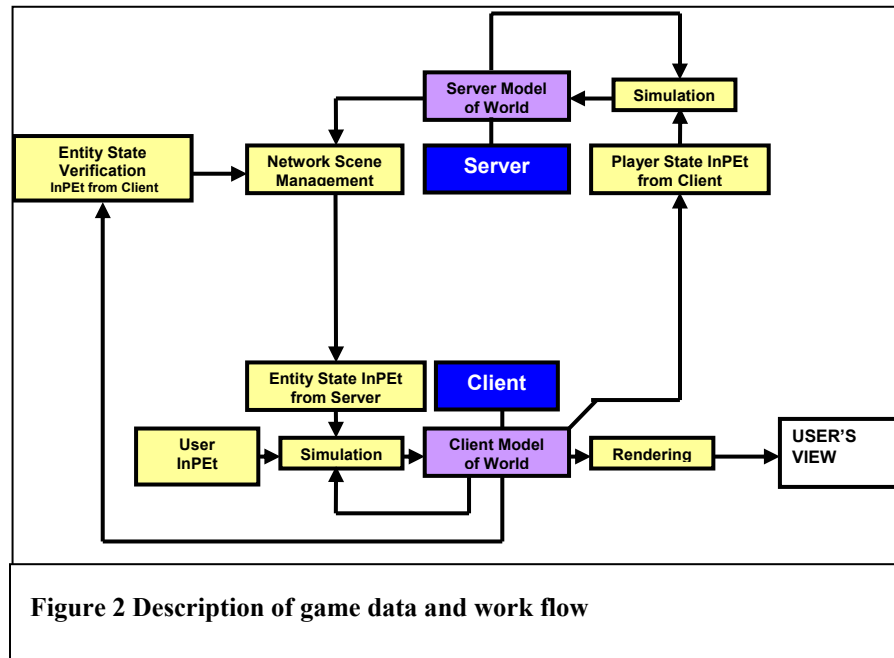 Server Model
of World
Simulation
Entity State
Verification
InPEt from Client
Network Scene
Management
Server
Player State InPEt
from Client
Entity State InPEt
from Server
Client
User
InPEt
Simulation
Client Model
of World
Rendering
USER'S
VIEW
Figure 2 Description of game data and work flow